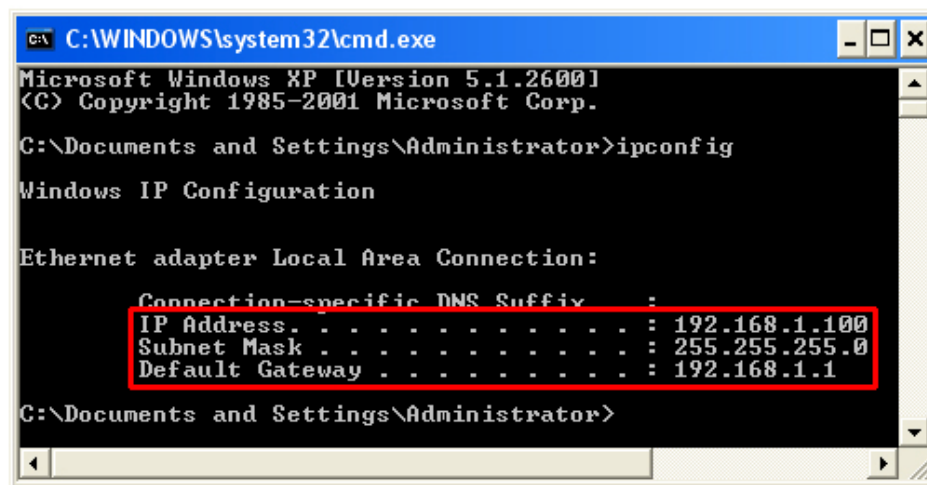 C:\WINDOWS\system32\cmd.exe
Microsoft Windows XP [Version 5.1.2600]
(C) Copyright 1985-2001 Microsoft Corp.
C:\Documents and Settings\Administrator>ipconfig
Windows IP Configuration
Ethernet adapter Local Area Connection:
Connection-specific DNS Suffix . :
IP Address. . . . . . . . . . . . : 192.168.1.100
Subnet Mask . . . . . . . . . . . : 255.255.255.0
Default Gateway . . . . . . . . . : 192.168.1.1
C:\Documents and Settings\Administrator>